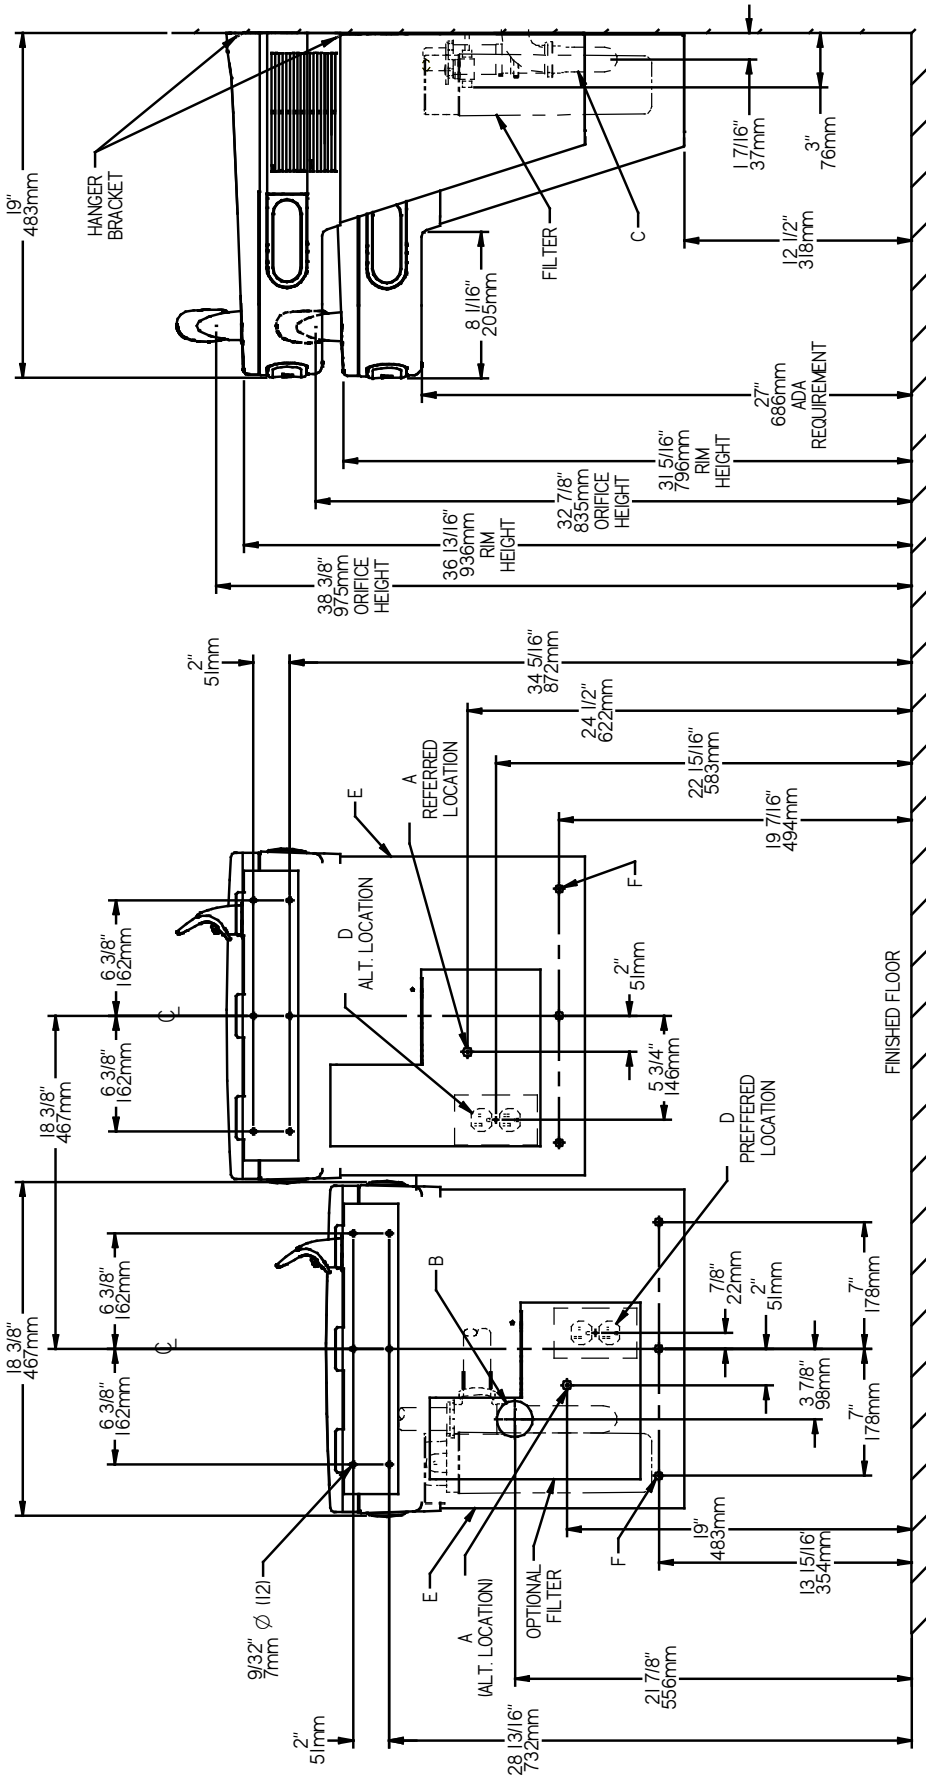 19"
483mm
HANGER
BRACKET
FILTER
C
8 1/16"
205mm
1 7/16"
37mm
3"
76mm
12 1/2"
318mm
27"
686mm
ADA
REQUIREMENT
31 5/16"
796mm
RIM
HEIGHT
32 7/8"
835mm
ORIFICE
HEIGHT
36 13/16"
936mm
RIM
HEIGHT
38 3/8"
975mm
ORIFICE
HEIGHT
2"
51mm
34 5/16"
872mm
24 1/2"
622mm
22 15/16"
583mm
19 7/16"
494mm
A
REFERRED
LOCATION
E
D
ALT. LOCATION
F
6 3/8"
162mm
6 3/8"
162mm
18 3/8"
467mm
CL
2"
51mm
5 3/4"
146mm
FINISHED FLOOR
18 3/8"
467mm
6 3/8"
162mm
6 3/8"
162mm
CL
B
D
PREFFERED
LOCATION
7/8"
22mm
2"
51mm
3 7/8"
98mm
7"
178mm
7"
178mm
9/32" Ø (12)
7mm
E
A
(ALT. LOCATION)
OPTIONAL
FILTER
F
19"
483mm
13 15/16"
354mm
21 7/8"
556mm
2"
51mm
28 13/16"
732mm